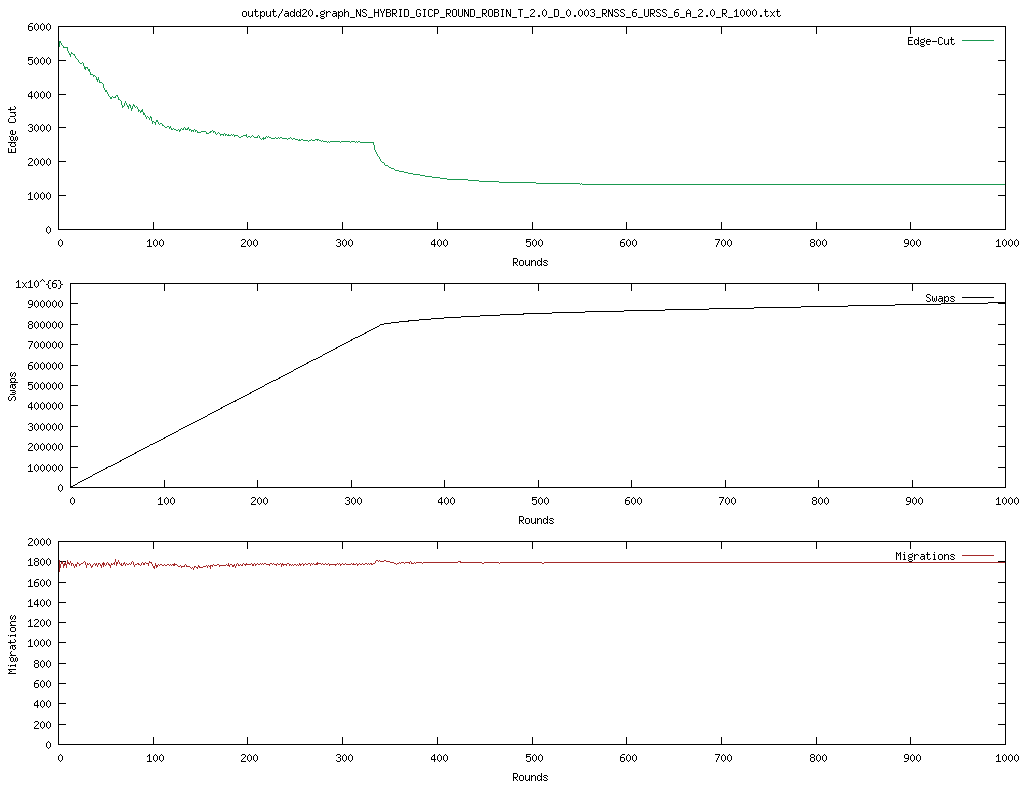 output/add20.graph_NS_HYBRID_GICP_ROUND_ROBIN_T_2.0_D_0.003_RNSS_6_URSS_6_A_2.0_R_1000.txt
6000
5000
4000
3000
2000
1000
0
Edge Cut
Edge-Cut
0 100 200 300 400 500 600 700 800 900 1000
Rounds
1x10^{6}
900000
800000
700000
600000
500000
400000
300000
200000
100000
0
Swaps
Swaps
0 100 200 300 400 500 600 700 800 900 1000
Rounds
2000
1800
1600
1400
1200
1000
800
600
400
200
0
Migrations
Migrations
0 100 200 300 400 500 600 700 800 900 1000
Rounds